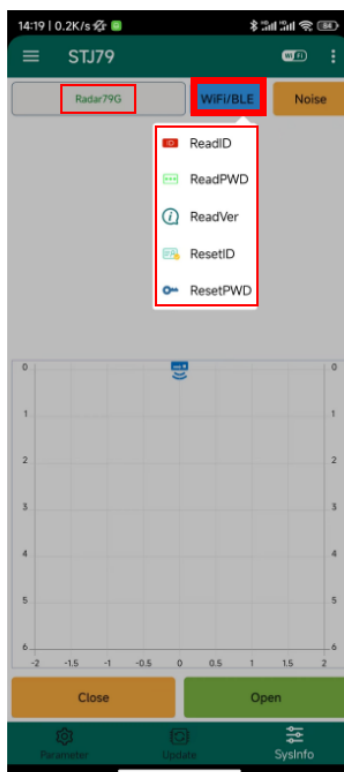 14:19 | 0.2K/s 84
STJ79
Radar79G WiFi/BLE Noise
ReadID
ReadPWD
ReadVer
ResetID
ResetPWD
0 0
1 1
2 2
3 3
4 4
5 5
6 6
-2 -1.5 -1 -0.5 0 0.5 1 1.5 2
Close Open
Parameter Update SysInfo